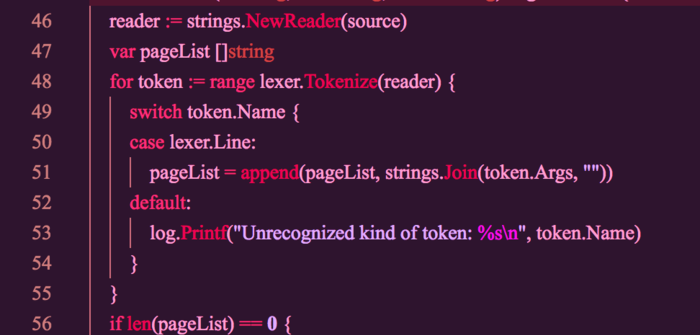 46 reader := strings.NewReader(source)
47 var pageList []string
48 for token := range lexer.Tokenize(reader) {
49 switch token.Name {
50 case lexer.Line:
51 pageList = append(pageList, strings.Join(token.Args, ""))
52 default:
53 log.Printf("Unrecognized kind of token: %s\n", token.Name)
54 }
55 }
56 if len(pageList) == 0 {